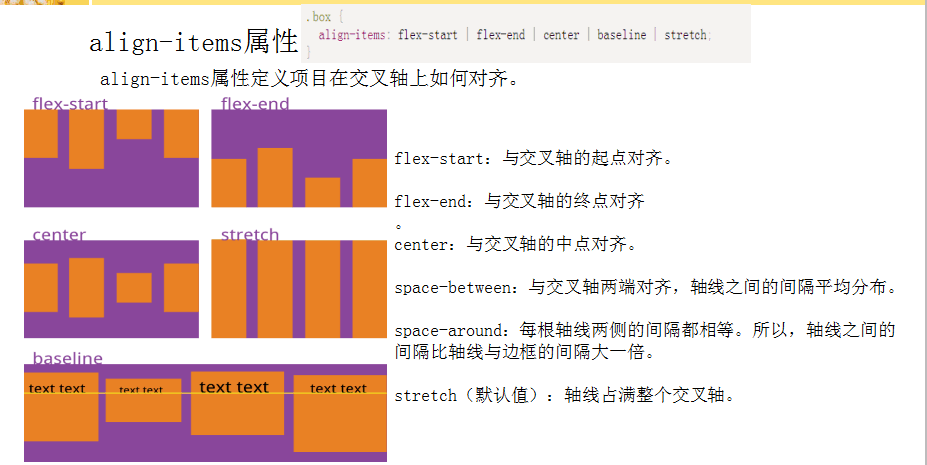 .box {
align-items: flex-start | flex-end | center | baseline | stretch;
}
align-items属性
align-items属性定义项目在交叉轴上如何对齐。
flex-start
flex-end
center
stretch
baseline
text text
text text
text text
text text
flex-start：与交叉轴的起点对齐。
flex-end：与交叉轴的终点对齐
。
center：与交叉轴的中点对齐。
space-between：与交叉轴两端对齐，轴线之间的间隔平均分布。
space-around：每根轴线两侧的间隔都相等。所以，轴线之间的
间隔比轴线与边框的间隔大一倍。
stretch（默认值）：轴线占满整个交叉轴。